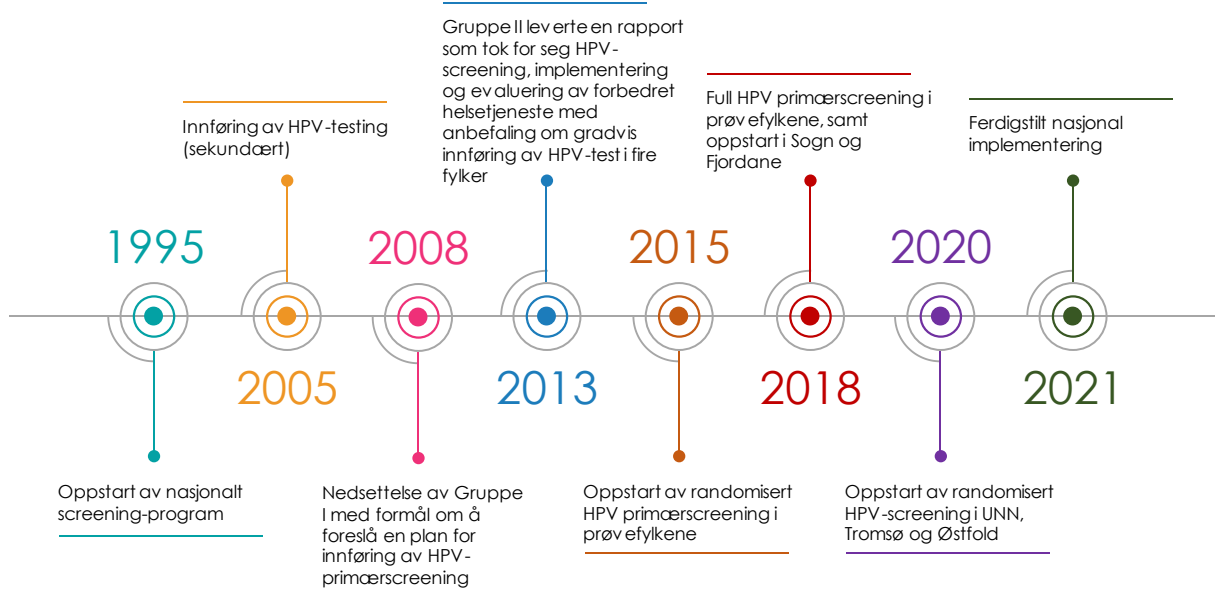 1995
Oppstart av nasjonalt
screening-program
Innføring av HPV-testing
(sekundært)
2005
2008
Nedsettelse av Gruppe
I med formål om å
foreslå en plan for
innføring av HPV-
primærscreening
Gruppe II leverte en rapport
som tok for seg HPV-
screening, implementering
og evaluering av forbedret
helsetjeneste med
anbefaling om gradvis
innføring av HPV-test i fire
fylker
2013
2015
Oppstart av randomisert
HPV primærscreening i
prøvefylkene
Full HPV primærscreening i
prøvefylkene, samt
oppstart i Sogn og
Fjordane
2018
2020
Oppstart av randomisert
HPV-screening i UNN,
Tromsø og Østfold
Ferdigstilt nasjonal
implementering
2021